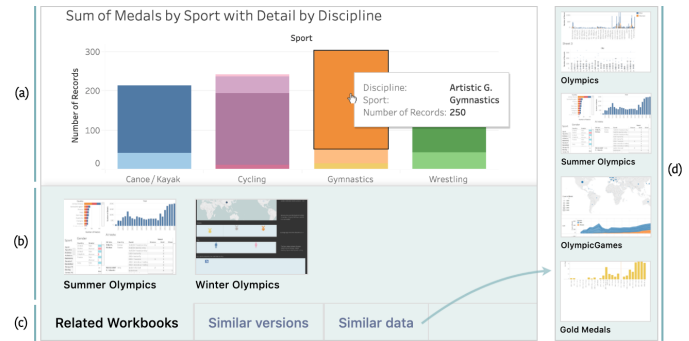 Sum of Medals by Sport with Detail by Discipline
Sport
(a)
Number of Records
300
200
100
0
Discipline: Artistic G.
Sport: Gymnastics
Number of Records: 250
Canoe / Kayak Cycling Gymnastics Wrestling
(b)
Summer Olympics Winter Olympics
(c)
Related Workbooks Similar versions Similar data
Olympics
Summer Olympics
(d)
OlympicGames
Gold Medals